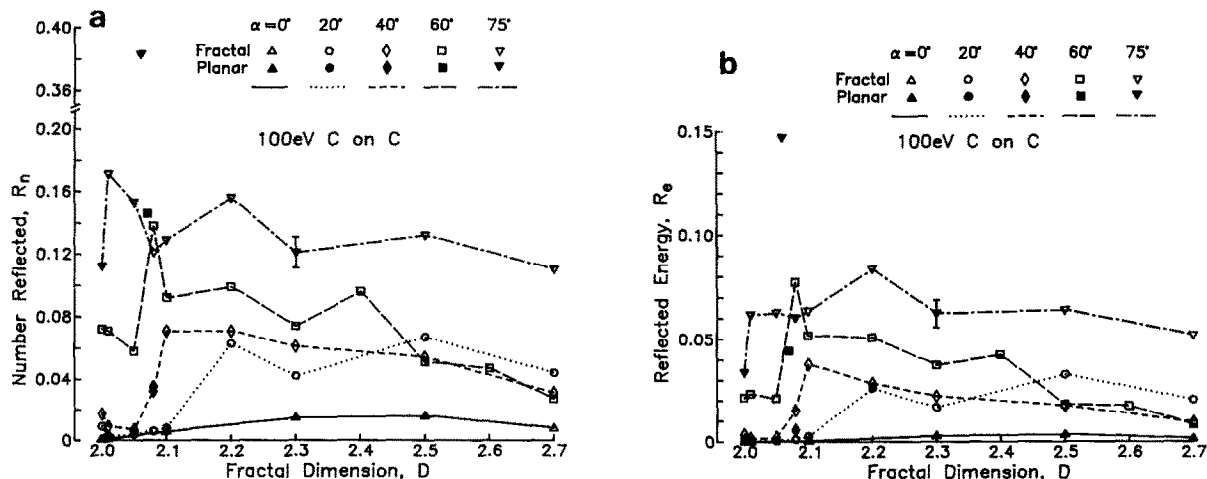 a
α=0° 20° 40° 60° 75°
Fractal
Planar
100eV C on C
0.40
0.36
0.20
0.16
0.12
0.08
0.04
0
Number Reflected, Rn
2.0 2.1 2.2 2.3 2.4 2.5 2.6 2.7
Fractal Dimension, D
b
α=0° 20° 40° 60° 75°
Fractal
Planar
100eV C on C
0.15
0.10
0.05
0
Reflected Energy, Re
2.0 2.1 2.2 2.3 2.4 2.5 2.6 2.7
Fractal Dimension, D